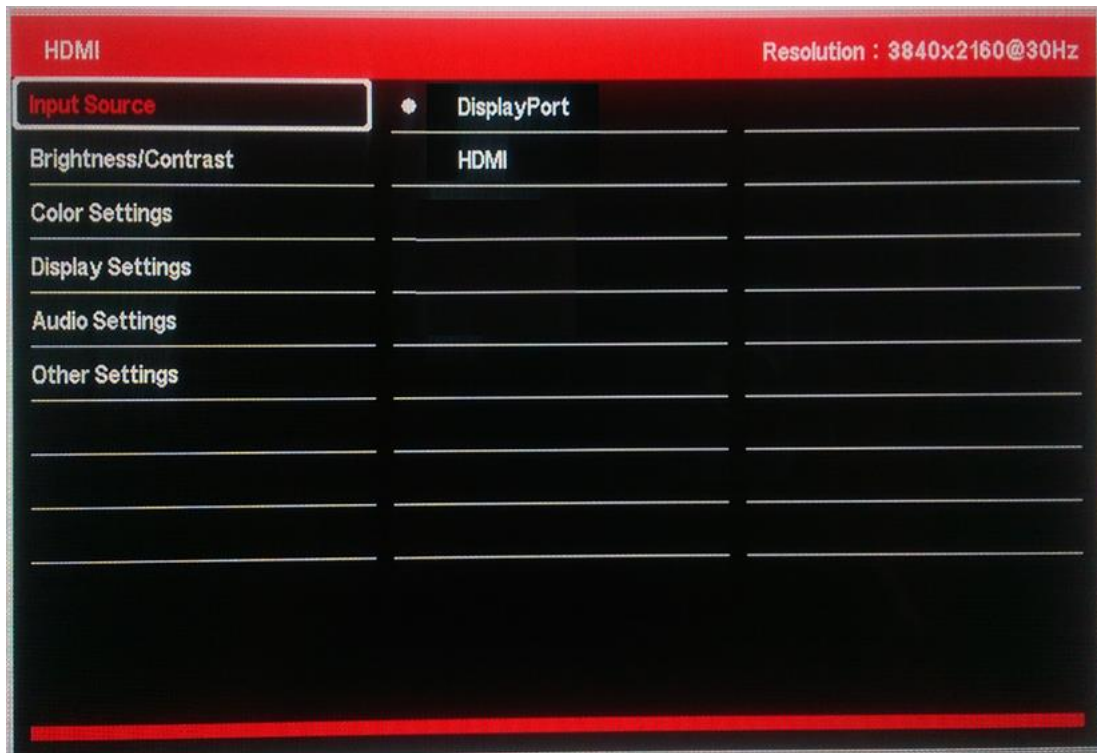 HDMI
Resolution : 3840x2160@30Hz
Input Source
DisplayPort
Brightness/Contrast
HDMI
Color Settings
Display Settings
Audio Settings
Other Settings